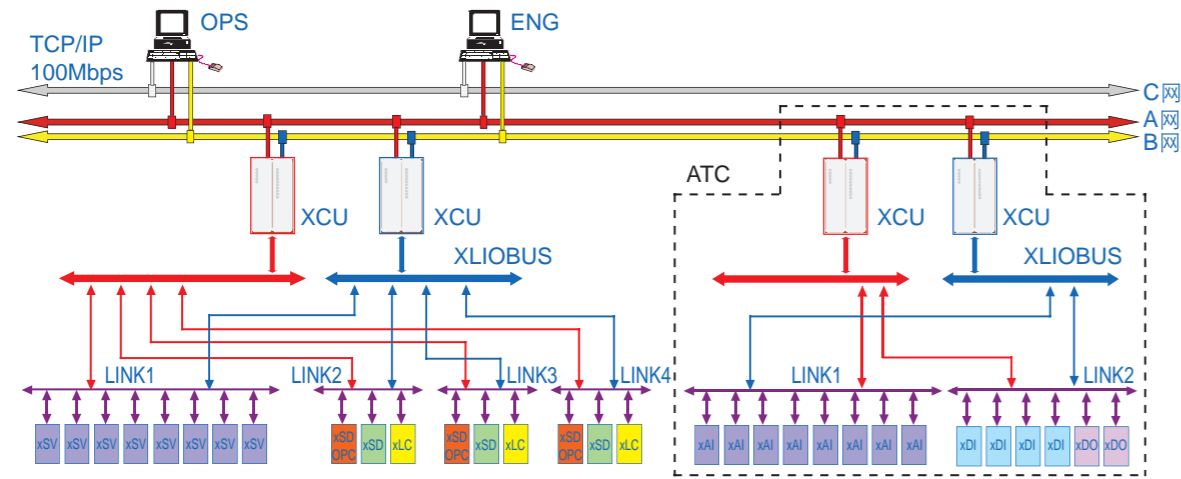 OPS
ENG
TCP/IP
100Mbps
C网
A网
B网
ATC
XCU
XCU
XCU
XCU
XLIOBUS
XLIOBUS
LINK1
LINK2
LINK3
LINK4
LINK1
LINK2
xSV
xSV
xSV
xSV
xSV
xSV
xSV
xSV
xSD
OPC
xSD
xLC
xSD
OPC
xSD
xLC
xSD
OPC
xSD
xLC
xAI
xAI
xAI
xAI
xAI
xAI
xAI
xAI
xDI
xDI
xDI
xDI
xDO
xDO